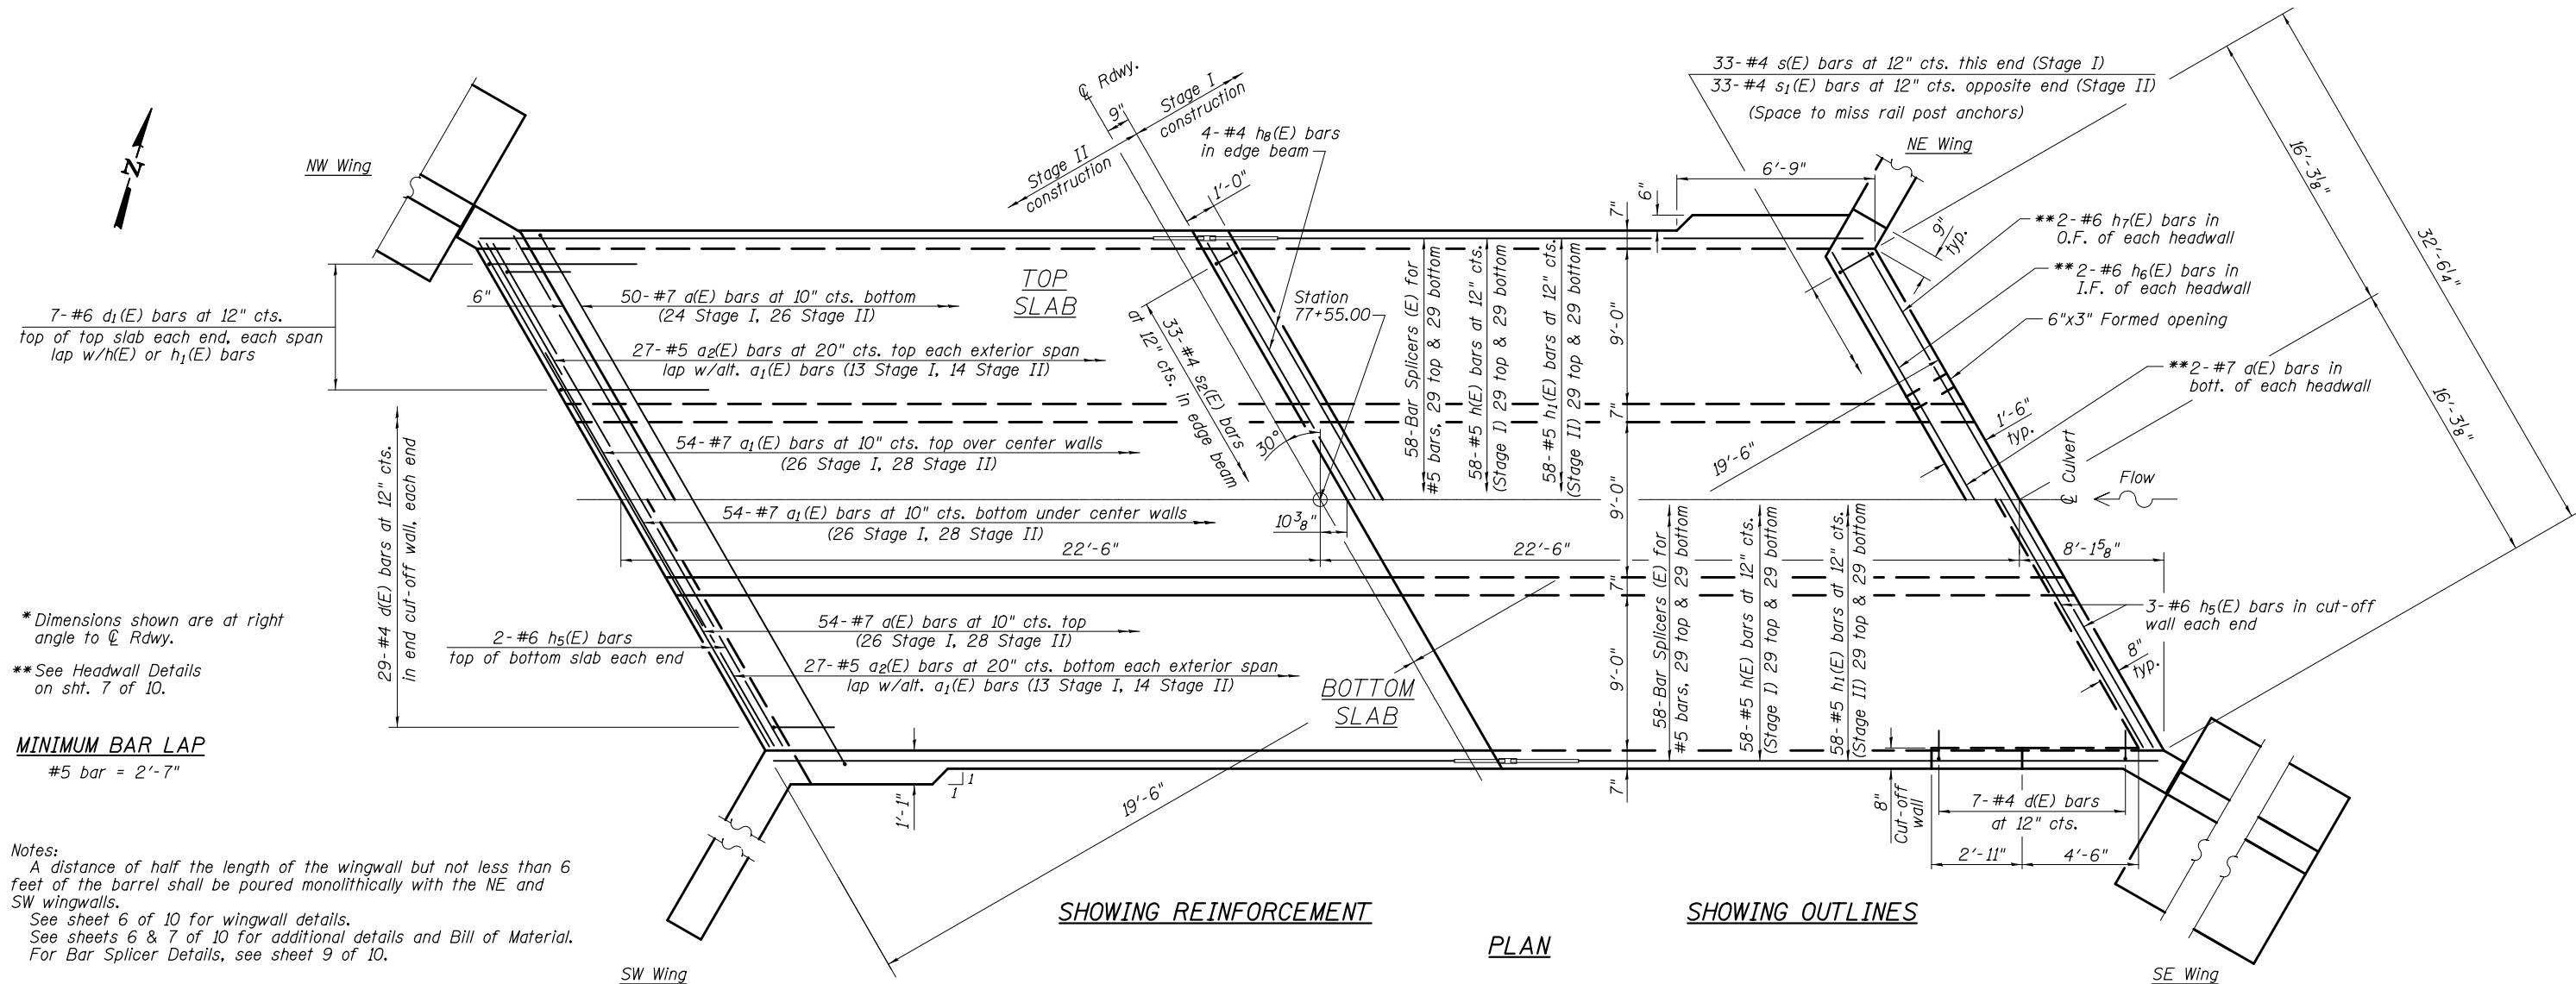 ℄ Rdwy.
9"
Stage I
construction
Stage II
construction
1'-0"
4-#4 h8(E) bars
in edge beam
33-#4 s(E) bars at 12" cts. this end (Stage I)
33-#4 s1(E) bars at 12" cts. opposite end (Stage II)
(Space to miss rail post anchors)
NE Wing
6'-9"
6"
7"
9"
typ.
16'-3⅛"
32'-6¼"
16'-3⅛"
N
NW Wing
**2-#6 h7(E) bars in
O.F. of each headwall
**2-#6 h6(E) bars in
I.F. of each headwall
6"x3" Formed opening
**2-#7 a(E) bars in
bott. of each headwall
1'-6"
typ.
7-#6 d1(E) bars at 12" cts.
top of top slab each end, each span
lap w/h(E) or h1(E) bars
6"
50-#7 a(E) bars at 10" cts. bottom
(24 Stage I, 26 Stage II)
TOP
SLAB
27-#5 a2(E) bars at 20" cts. top each exterior span
lap w/alt. a1(E) bars (13 Stage I, 14 Stage II)
33-#4 s2(E) bars
at 12" cts. in edge beam
Station
77+55.00
30°
58-Bar Splicers (E) for
#5 bars, 29 top & 29 bottom
58-#5 h(E) bars at 12" cts.
(Stage I) 29 top & 29 bottom
58-#5 h1(E) bars at 12" cts.
(Stage II) 29 top & 29 bottom
9'-0"
7"
9'-0"
7"
9'-0"
7"
54-#7 a1(E) bars at 10" cts. top over center walls
(26 Stage I, 28 Stage II)
19'-6"
℄ Culvert
Flow
54-#7 a1(E) bars at 10" cts. bottom under center walls
(26 Stage I, 28 Stage II)
10⅜"
22'-6"
22'-6"
8'-1⅝"
29-#4 d(E) bars at 12" cts.
in end cut-off wall, each end
58-Bar Splicers (E) for
#5 bars, 29 top & 29 bottom
58-#5 h(E) bars at 12" cts.
(Stage I) 29 top & 29 bottom
58-#5 h1(E) bars at 12" cts.
(Stage II) 29 top & 29 bottom
3-#6 h5(E) bars in cut-off
wall each end
8"
typ.
54-#7 a(E) bars at 10" cts. top
(26 Stage I, 28 Stage II)
2-#6 h5(E) bars
top of bottom slab each end
27-#5 a2(E) bars at 20" cts. bottom each exterior span
lap w/alt. a1(E) bars (13 Stage I, 14 Stage II)
BOTTOM
SLAB
* Dimensions shown are at right
angle to ℄ Rdwy.
** See Headwall Details
on sht. 7 of 10.
MINIMUM BAR LAP
#5 bar = 2'-7"
1'-1"
1
1
19'-6"
8"
Cut-off
wall
7-#4 d(E) bars
at 12" cts.
2'-11"
4'-6"
Notes:
A distance of half the length of the wingwall but not less than 6
feet of the barrel shall be poured monolithically with the NE and
SW wingwalls.
See sheet 6 of 10 for wingwall details.
See sheets 6 & 7 of 10 for additional details and Bill of Material.
For Bar Splicer Details, see sheet 9 of 10.
SW Wing
SE Wing
SHOWING REINFORCEMENT
SHOWING OUTLINES
PLAN